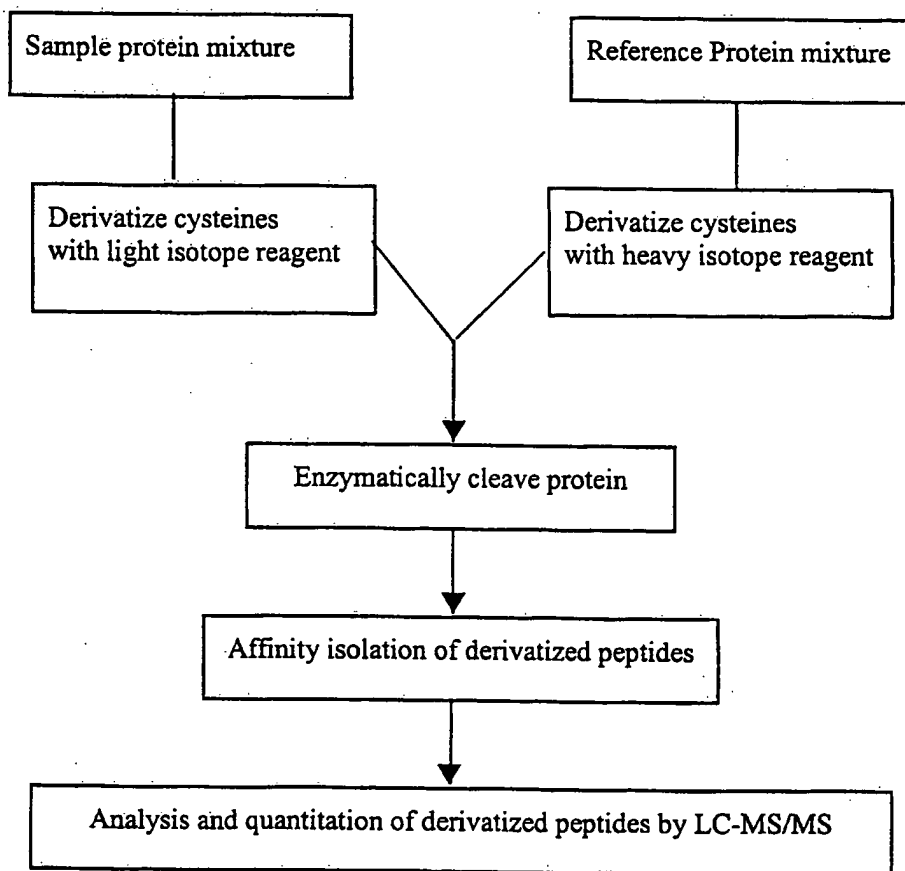 Sample protein mixture
Reference Protein mixture
Derivatize cysteines
with light isotope reagent
Derivatize cysteines
with heavy isotope reagent
Enzymatically cleave protein
Affinity isolation of derivatized peptides
Analysis and quantitation of derivatized peptides by LC-MS/MS